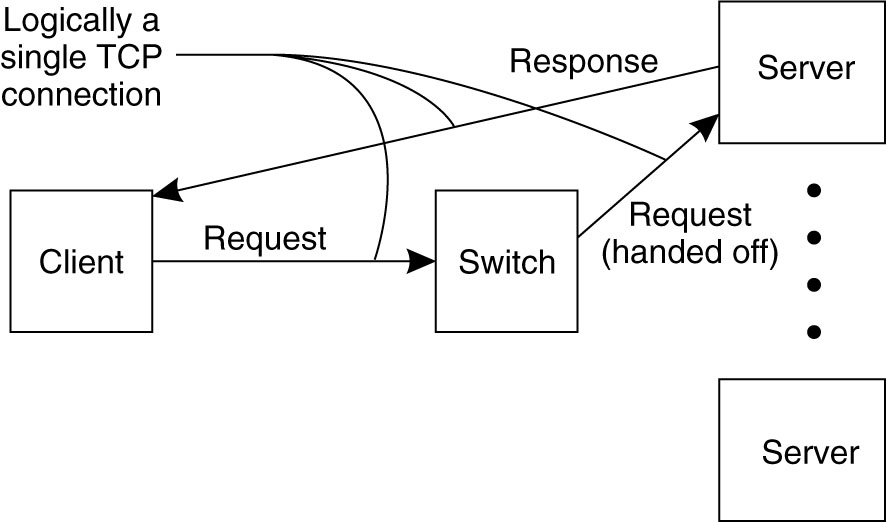 Logically a
single TCP
connection
Response
Server
Client
Request
Switch
Request
(handed off)
Server